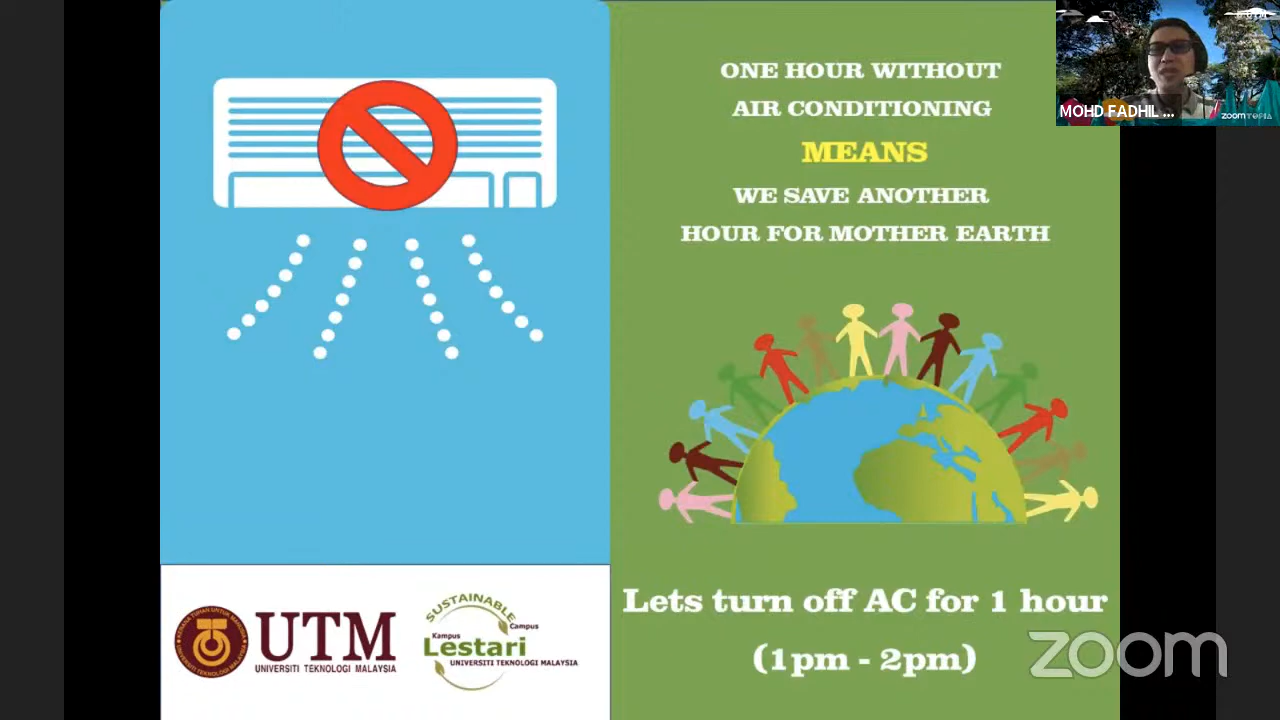 ONE HOUR WITHOUT
AIR CONDITIONING
MEANS
WE SAVE ANOTHER
HOUR FOR MOTHER EARTH
Lets turn off AC for 1 hour
(1pm - 2pm)
UTM
UNIVERSITI TEKNOLOGI MALAYSIA
SUSTAINABLE
Campus
Kampus
Lestari
UNIVERSITI TEKNOLOGI MALAYSIA
MOHD FADHIL ...
zoomTOPIA
zoom